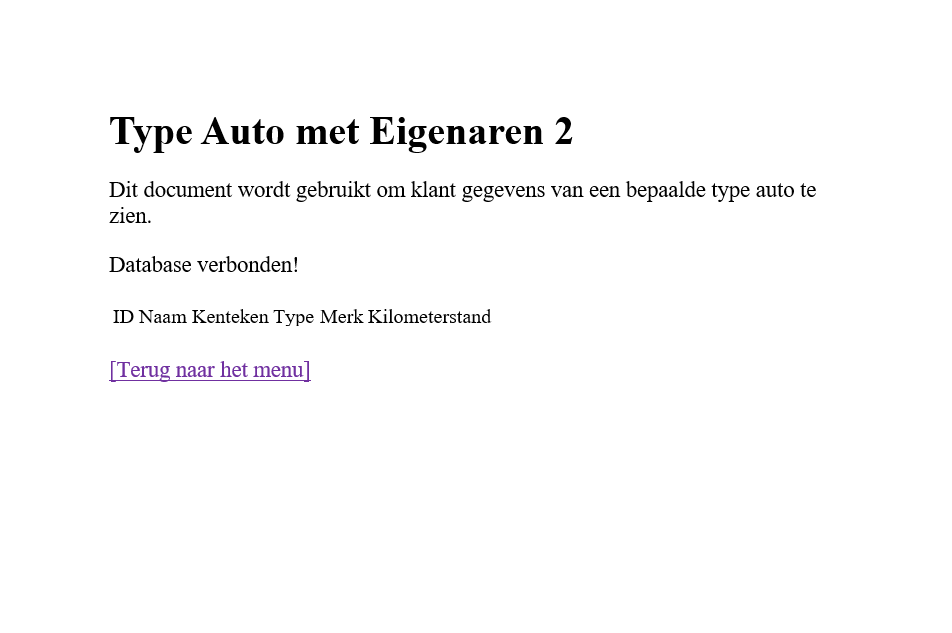 Type Auto met Eigenaren 2
Dit document wordt gebruikt om klant gegevens van een bepaalde type auto te
zien.
Database verbonden!
ID Naam Kenteken Type Merk Kilometerstand
[Terug naar het menu]